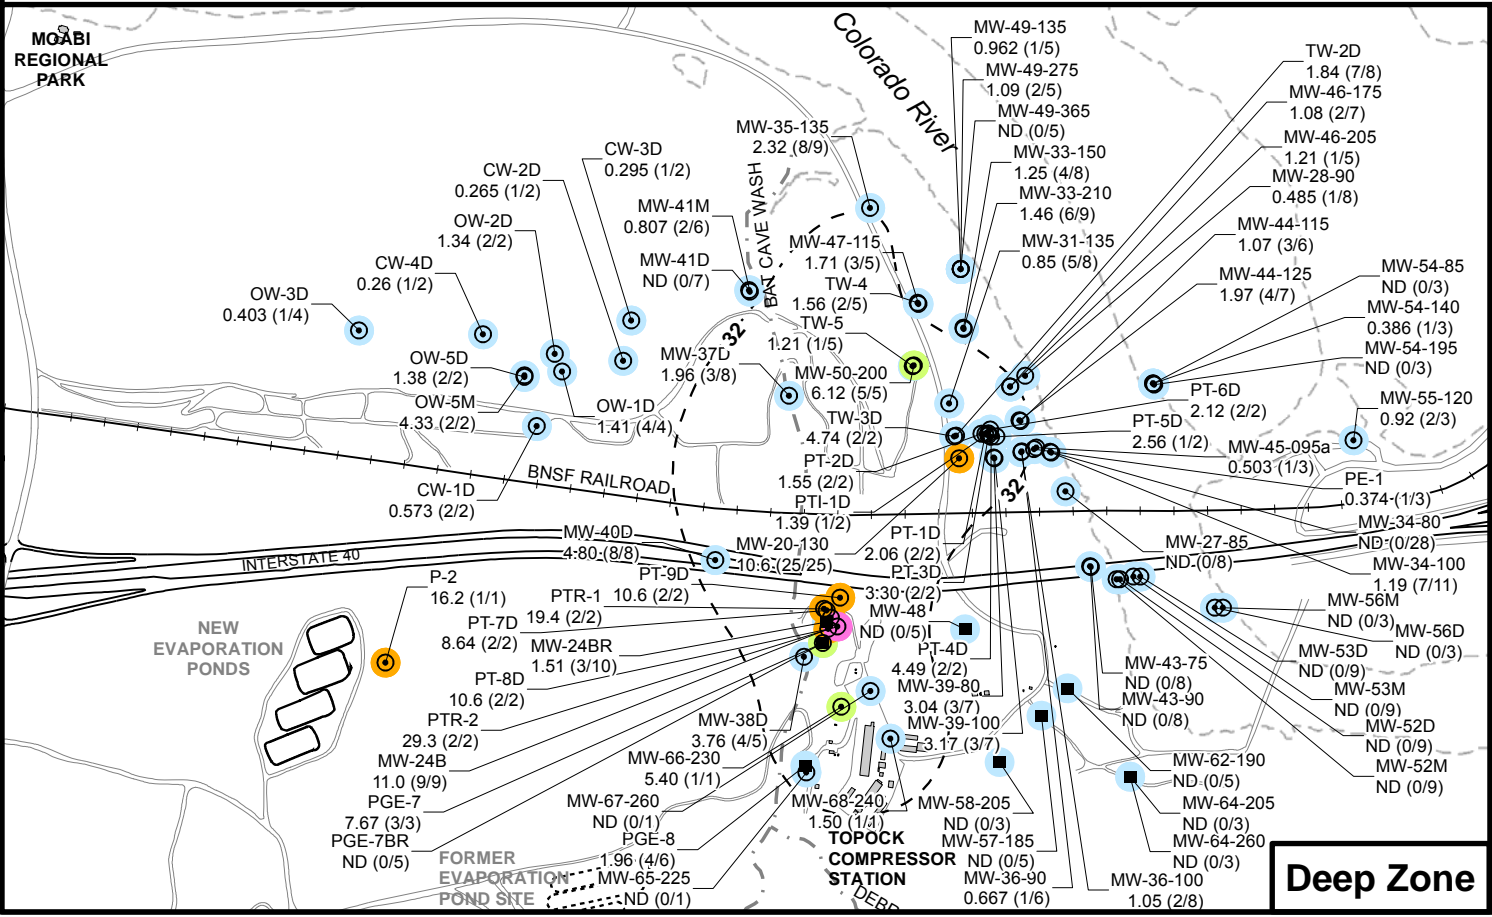 MOABI
REGIONAL
PARK
Colorado River
MW-49-135
0.962 (1/5)
MW-49-275
1.09 (2/5)
MW-49-365
ND (0/5)
MW-33-150
1.25 (4/8)
MW-33-210
1.46 (6/9)
MW-31-135
0.85 (5/8)
TW-2D
1.84 (7/8)
MW-46-175
1.08 (2/7)
MW-46-205
1.21 (1/5)
MW-28-90
0.485 (1/8)
MW-44-115
1.07 (3/6)
MW-44-125
1.97 (4/7)
MW-54-85
ND (0/3)
MW-54-140
0.386 (1/3)
MW-54-195
ND (0/3)
MW-55-120
0.92 (2/3)
MW-35-135
2.32 (8/9)
CW-3D
0.295 (1/2)
CW-2D
0.265 (1/2)
MW-41M
0.807 (2/6)
MW-41D
ND (0/7)
OW-2D
1.34 (2/2)
CW-4D
0.26 (1/2)
OW-3D
0.403 (1/4)
BAT CAVE WASH
MW-47-115
1.71 (3/5)
TW-4
1.56 (2/5)
TW-5
1.21 (1/5)
32
MW-37D
1.96 (3/8)
MW-50-200
6.12 (5/5)
OW-5D
1.38 (2/2)
OW-5M
4.33 (2/2)
OW-1D
1.41 (4/4)
TW-3D
4.74 (2/2)
PT-2D
1.55 (2/2)
PTI-1D
1.39 (1/2)
PT-6D
2.12 (2/2)
PT-5D
2.56 (1/2)
MW-45-095a
0.503 (1/3)
PE-1
0.374 (1/3)
32
BNSF RAILROAD
CW-1D
0.573 (2/2)
MW-34-80
ND (0/28)
MW-34-100
1.19 (7/11)
MW-27-85
ND (0/8)
INTERSTATE 40
MW-40D
4.80 (8/8)
MW-20-130
10.6 (25/25)
PT-1D
2.06 (2/2)
PT-3D
3.30 (2/2)
MW-48
ND (0/5)
PT-4D
4.49 (2/2)
P-2
16.2 (1/1)
PT-9D
10.6 (2/2)
PTR-1
19.4 (2/2)
PT-7D
8.64 (2/2)
MW-24BR
1.51 (3/10)
PT-8D
10.6 (2/2)
PTR-2
29.3 (2/2)
MW-24B
11.0 (9/9)
PGE-7
7.67 (3/3)
PGE-7BR
ND (0/5)
NEW
EVAPORATION
PONDS
MW-56M
ND (0/3)
MW-56D
ND (0/3)
MW-53D
ND (0/9)
MW-53M
ND (0/9)
MW-52D
ND (0/9)
MW-52M
ND (0/9)
MW-43-75
ND (0/8)
MW-43-90
ND (0/8)
MW-39-80
3.04 (3/7)
MW-39-100
3.17 (3/7)
MW-38D
3.76 (4/5)
MW-66-230
5.40 (1/1)
MW-67-260
ND (0/1)
PGE-8
1.96 (4/6)
MW-65-225
ND (0/1)
MW-68-240
1.50 (1/1)
MW-58-205
ND (0/3)
MW-57-185
ND (0/5)
MW-36-90
0.667 (1/6)
MW-36-100
1.05 (2/8)
MW-62-190
ND (0/5)
MW-64-205
ND (0/3)
MW-64-260
ND (0/3)
TOPOCK
COMPRESSOR
STATION
FORMER
EVAPORATION
POND SITE
Deep Zone